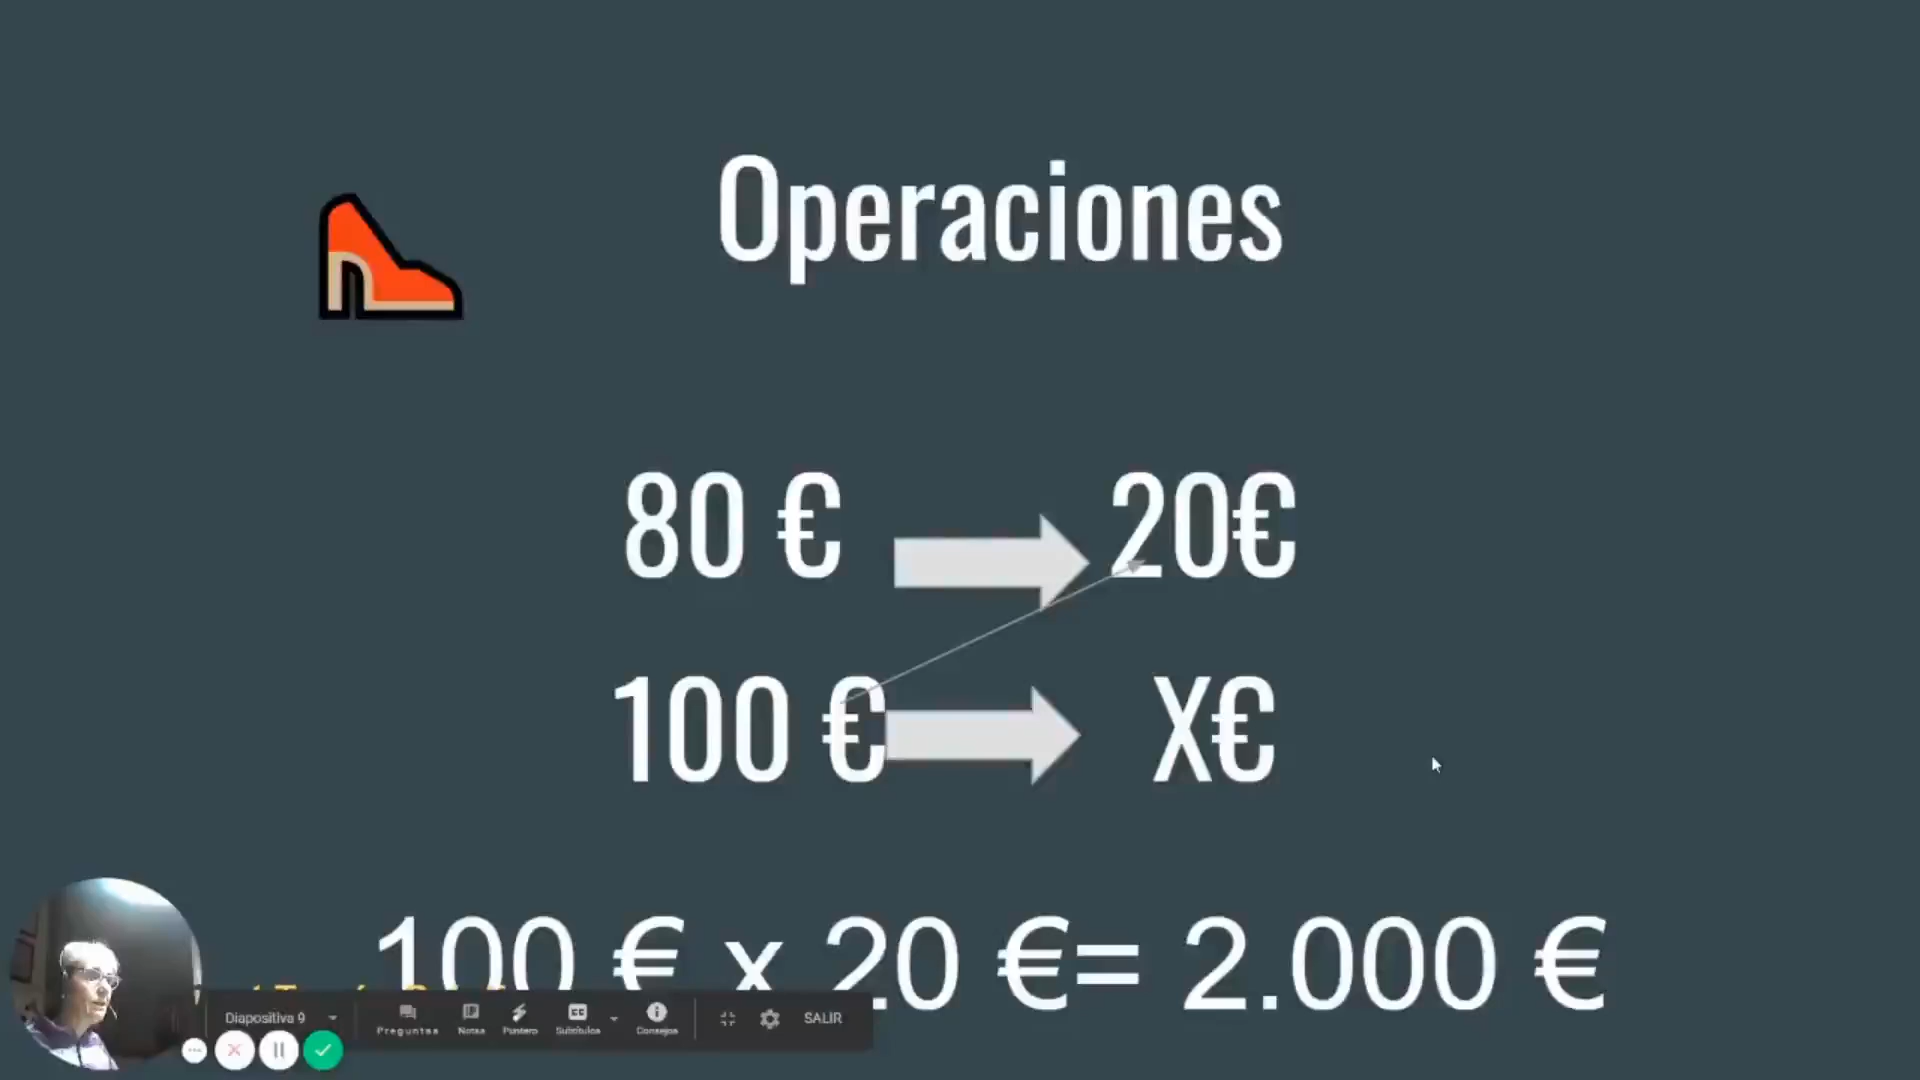 Operaciones
80 € 20€
100 € X€
100 € x 20 €= 2.000 €
Diapositiva 9
Preguntas Notas Puntero Subtítulos Consejos
SALIR